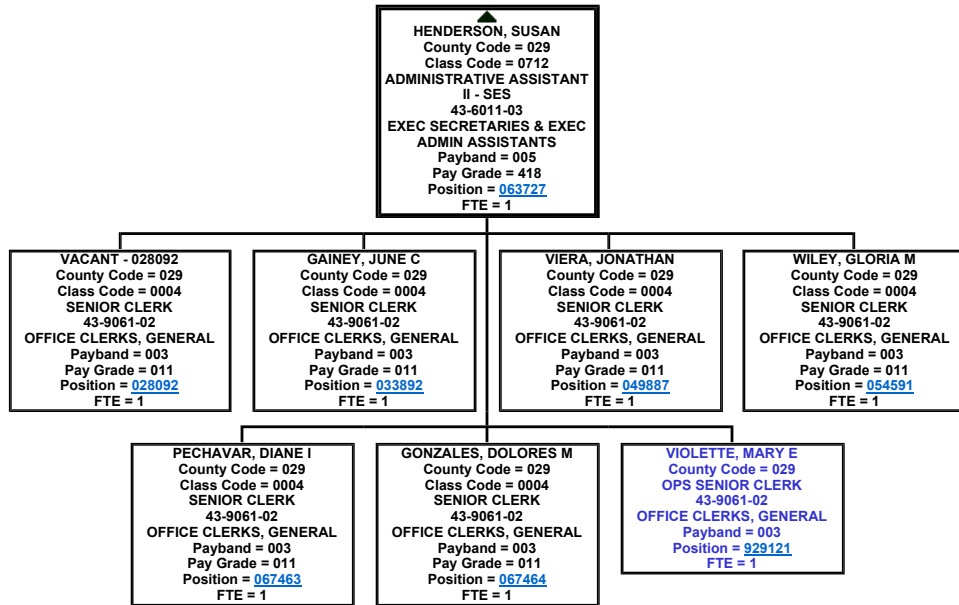 HENDERSON, SUSAN
County Code = 029
Class Code = 0712
ADMINISTRATIVE ASSISTANT
II - SES
43-6011-03
EXEC SECRETARIES & EXEC
ADMIN ASSISTANTS
Payband = 005
Pay Grade = 418
Position = 063727
FTE = 1
VACANT - 028092
County Code = 029
Class Code = 0004
SENIOR CLERK
43-9061-02
OFFICE CLERKS, GENERAL
Payband = 003
Pay Grade = 011
Position = 028092
FTE = 1
GAINEY, JUNE C
County Code = 029
Class Code = 0004
SENIOR CLERK
43-9061-02
OFFICE CLERKS, GENERAL
Payband = 003
Pay Grade = 011
Position = 033892
FTE = 1
VIERA, JONATHAN
County Code = 029
Class Code = 0004
SENIOR CLERK
43-9061-02
OFFICE CLERKS, GENERAL
Payband = 003
Pay Grade = 011
Position = 049887
FTE = 1
WILEY, GLORIA M
County Code = 029
Class Code = 0004
SENIOR CLERK
43-9061-02
OFFICE CLERKS, GENERAL
Payband = 003
Pay Grade = 011
Position = 054591
FTE = 1
PECHAVAR, DIANE I
County Code = 029
Class Code = 0004
SENIOR CLERK
43-9061-02
OFFICE CLERKS, GENERAL
Payband = 003
Pay Grade = 011
Position = 067463
FTE = 1
GONZALES, DOLORES M
County Code = 029
Class Code = 0004
SENIOR CLERK
43-9061-02
OFFICE CLERKS, GENERAL
Payband = 003
Pay Grade = 011
Position = 067464
FTE = 1
VIOLETTE, MARY E
County Code = 029
OPS SENIOR CLERK
43-9061-02
OFFICE CLERKS, GENERAL
Payband = 003
Position = 929121
FTE = 1